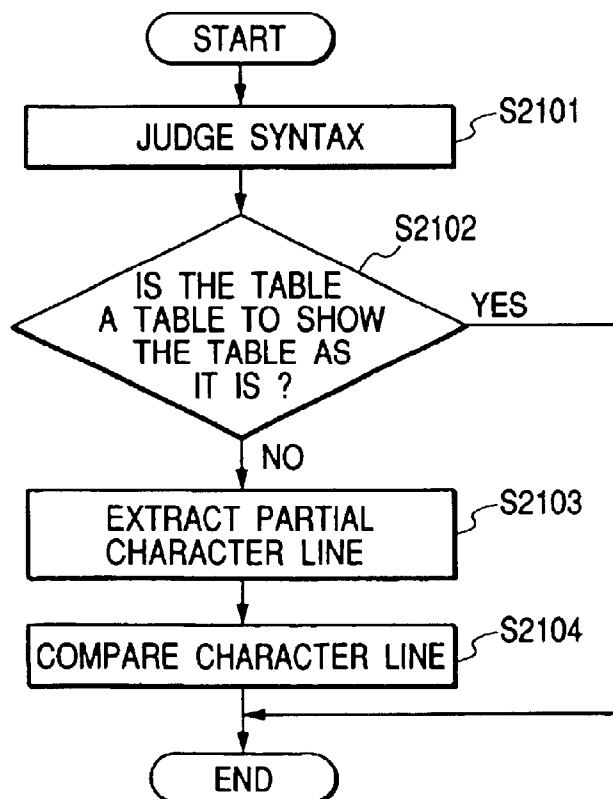 START
JUDGE SYNTAX
S2101
S2102
IS THE TABLE
A TABLE TO SHOW
THE TABLE AS
IT IS ?
YES
NO
EXTRACT PARTIAL
CHARACTER LINE
S2103
COMPARE CHARACTER LINE
S2104
END